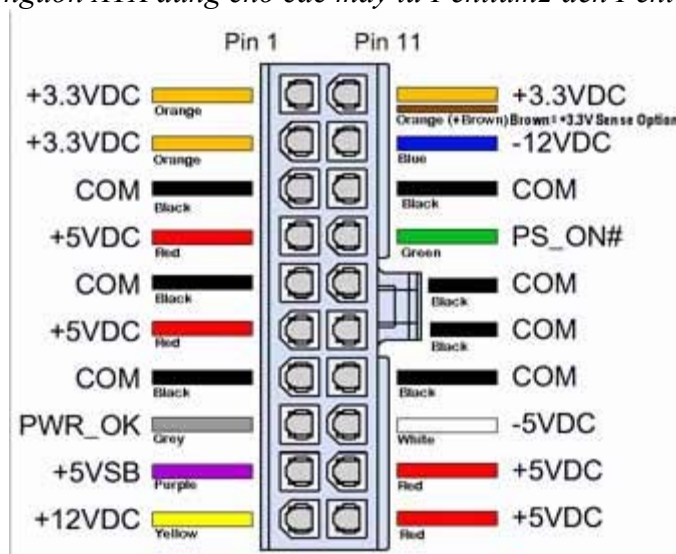 nguồn ATX dùng cho các máy từ Pentium2 đến
Pin 1 Pin 11
+3.3VDC Orange +3.3VDC Orange (+Brown) Brown= +3.3V Sense Option
+3.3VDC Orange -12VDC Blue
COM Black COM Black
+5VDC Red PS_ON# Green
COM Black COM Black
+5VDC Red COM Black
COM Black COM Black
PWR_OK Grey -5VDC White
+5VSB Purple +5VDC Red
+12VDC Yellow +5VDC Red